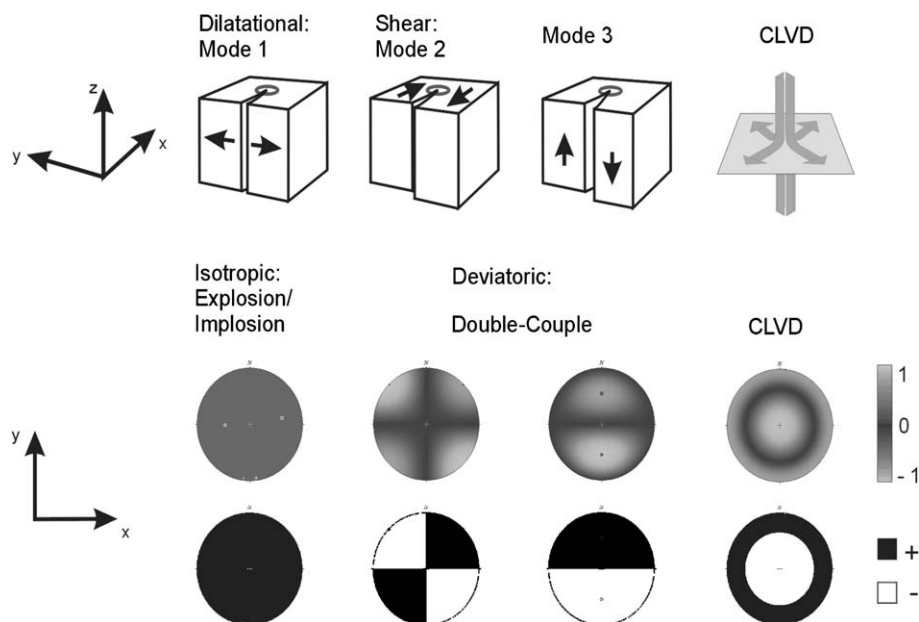 Dilatational:
Mode 1
Shear:
Mode 2
Mode 3
CLVD
z
y
x
Isotropic:
Explosion/
Implosion
Deviatoric:
Double-Couple
CLVD
N
N
N
N
1
0
- 1
y
x
+
-